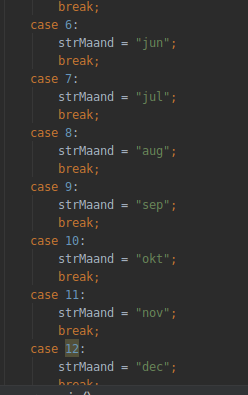 break;
case 6:
strMaand = "jun";
break;
case 7:
strMaand = "jul";
break;
case 8:
strMaand = "aug";
break;
case 9:
strMaand = "sep";
break;
case 10:
strMaand = "okt";
break;
case 11:
strMaand = "nov";
break;
case 12:
strMaand = "dec";
break;